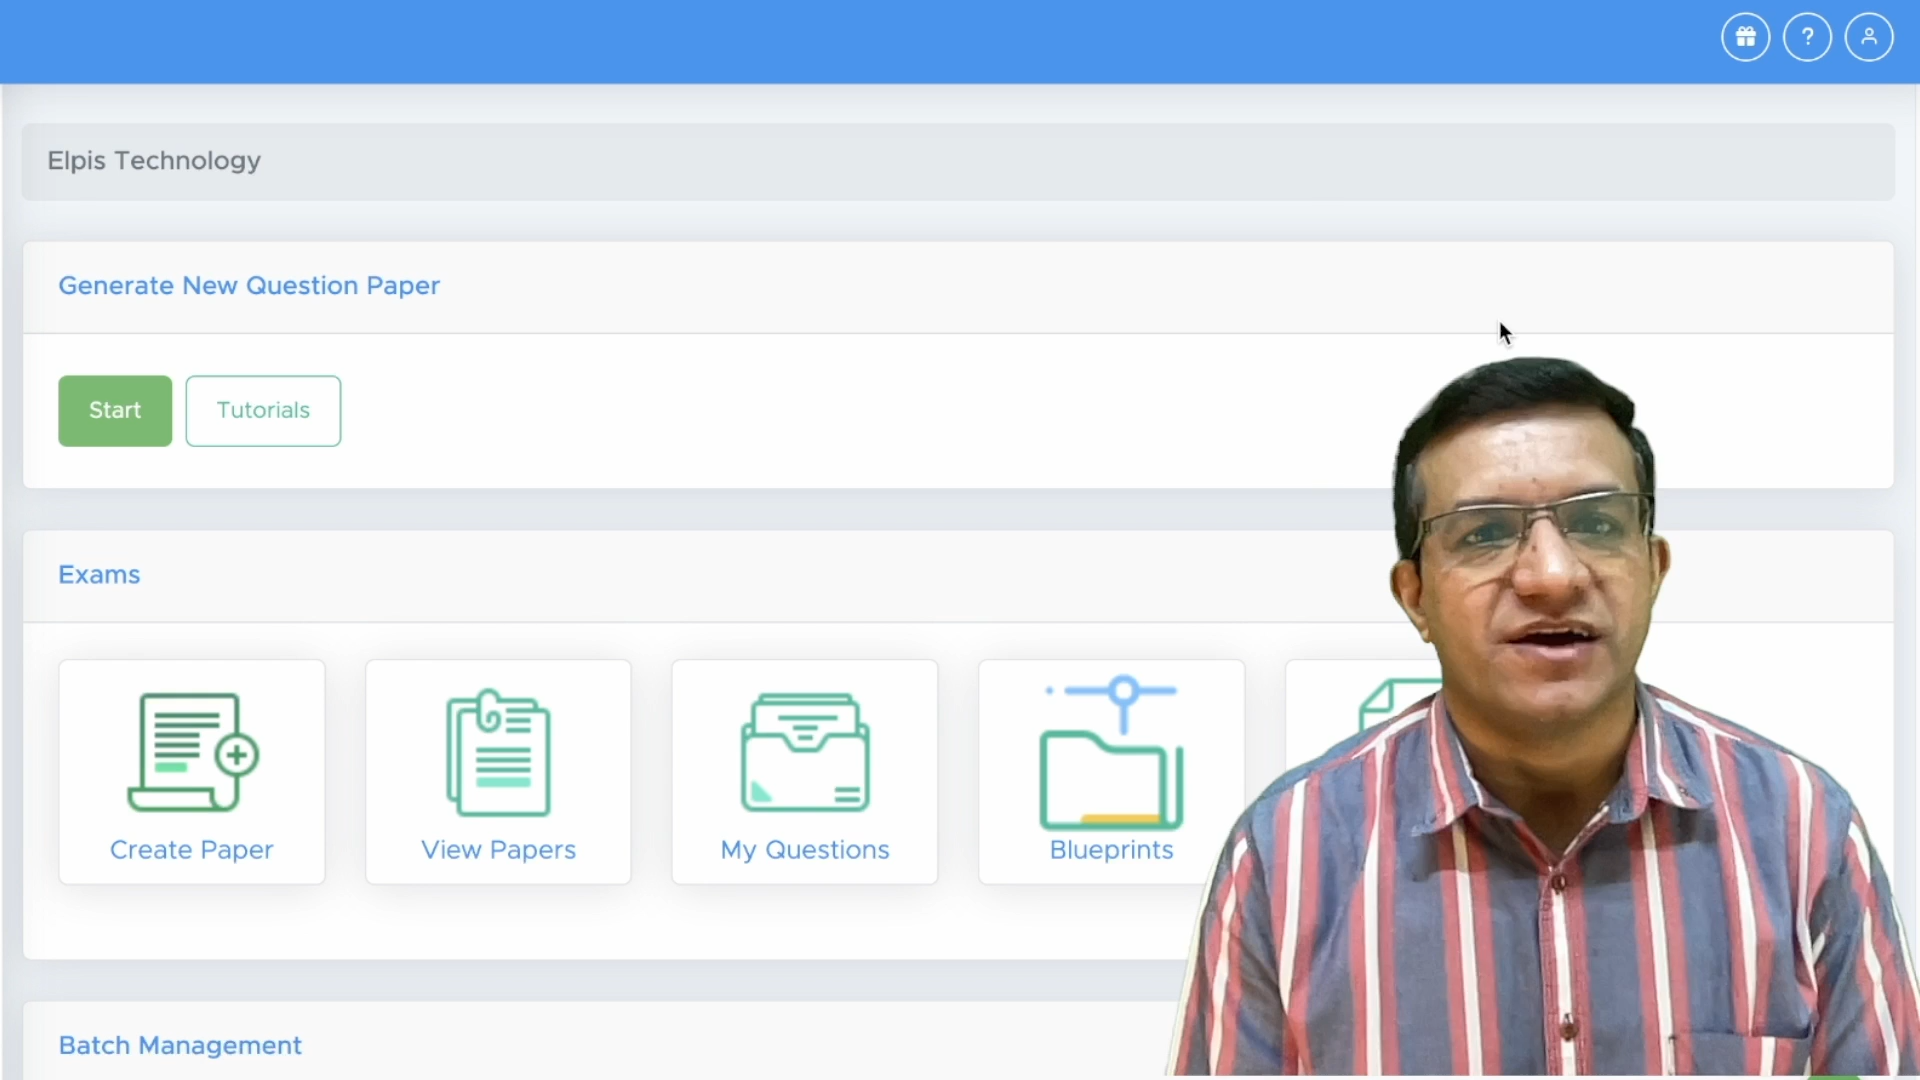 ?
Elpis Technology
Generate New Question Paper
Start
Tutorials
Exams
Create Paper
View Papers
My Questions
Blueprints
Batch Management